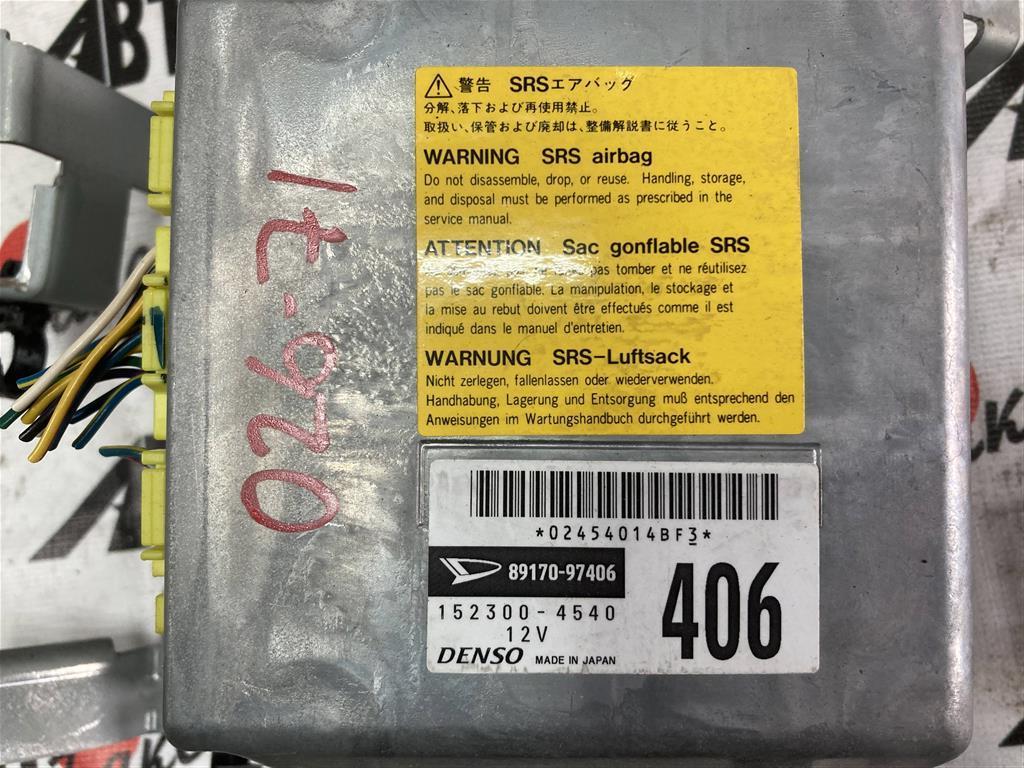 警告 SRSエアバッグ
分解、落下および再使用禁止。
取扱い、保管および廃却は、整備解説書に従うこと。
WARNING SRS airbag
Do not disassemble, drop, or reuse. Handling, storage,
and disposal must be performed as prescribed in the
service manual.
ATTENTION Sac gonflable SRS
pas tomber et ne réutilisez
pas le sac gonflable. La manipulation, le stockage et
la mise au rebut doivent être effectués comme il est
indiqué dans le manuel d'entretien.
WARNUNG SRS-Luftsack
Nicht zerlegen, fallenlassen oder wiederverwenden.
Handhabung, Lagerung und Entsorgung muß entsprechend den
Anweisungen im Wartungshandbuch durchgeführt werden.
*02454014BF3*
89170-97406
152300-4540
12V
406
DENSO MADE IN JAPAN
АВТ